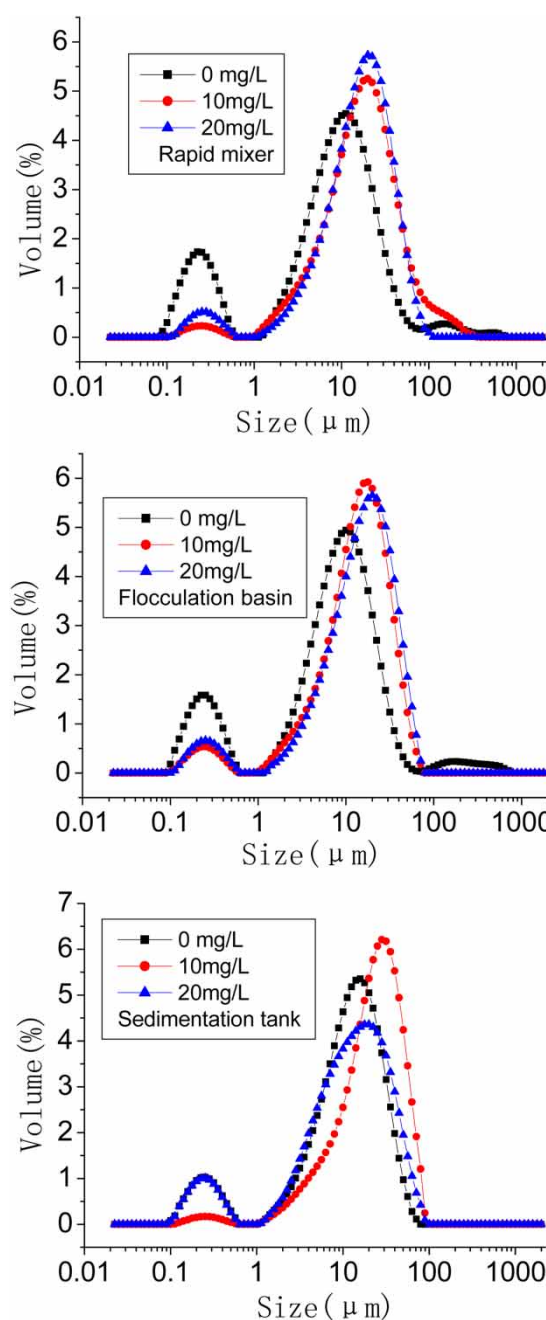 6
5
4
3
2
1
0
Volume(%)
0 mg/L
10mg/L
20mg/L
Rapid mixer
0.01 0.1 1 10 100 1000
Size(μm)
6
5
4
3
2
1
0
Volume(%)
0 mg/L
10mg/L
20mg/L
Flocculation basin
0.01 0.1 1 10 100 1000
Size(μm)
7
6
5
4
3
2
1
0
Volume(%)
0 mg/L
10mg/L
20mg/L
Sedimentation tank
0.01 0.1 1 10 100 1000
Size(μm)